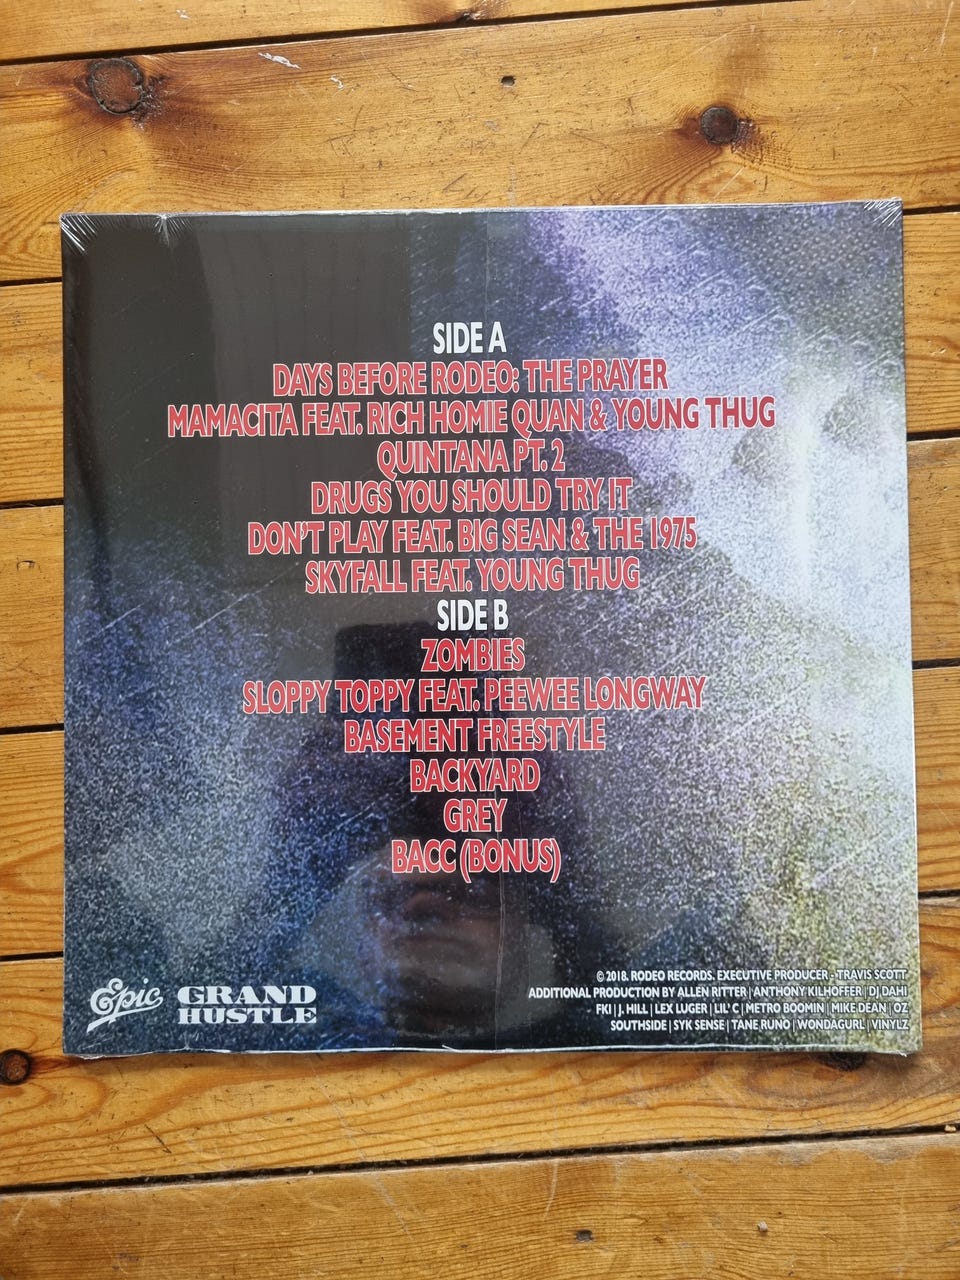 SIDE A
DAYS BEFORE RODEO: THE PRAYER
MAMACITA FEAT. RICH HOMIE QUAN & YOUNG THUG
QUINTANA PT. 2
DRUGS YOU SHOULD TRY IT
DON'T PLAY FEAT. BIG SEAN & THE 1975
SKYFALL FEAT. YOUNG THUG
SIDE B
ZOMBIES
SLOPPY TOPPY FEAT. PEEWEE LONGWAY
BASEMENT FREESTYLE
BACKYARD
GREY
BACC (BONUS)
Epic
GRAND
HUSTLE
© 2018. RODEO RECORDS. EXECUTIVE PRODUCER - TRAVIS SCOTT
ADDITIONAL PRODUCTION BY ALLEN RITTER | ANTHONY KILHOFFER | DJ DAHI
FKI | J. HILL | LEX LUGER | LIL' C | METRO BOOMIN | MIKE DEAN | OZ
SOUTHSIDE | SYK SENSE | TANE RUNO | WONDAGURL | VINYLZ